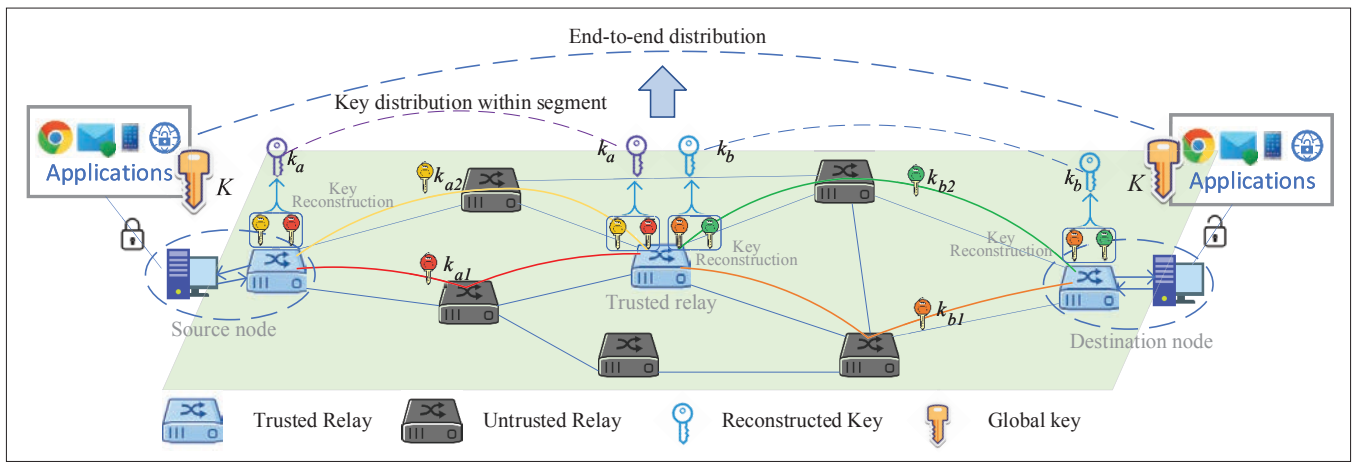 End-to-end distribution
Key distribution within segment
Applications
K
k_a
k_a
k_b
k_b
K
Applications
k_a2
k_b2
Key
Reconstruction
Key
Reconstruction
Key
Reconstruction
k_a1
k_b1
Source node
Trusted relay
Destination node
Trusted Relay
Untrusted Relay
Reconstructed Key
Global key